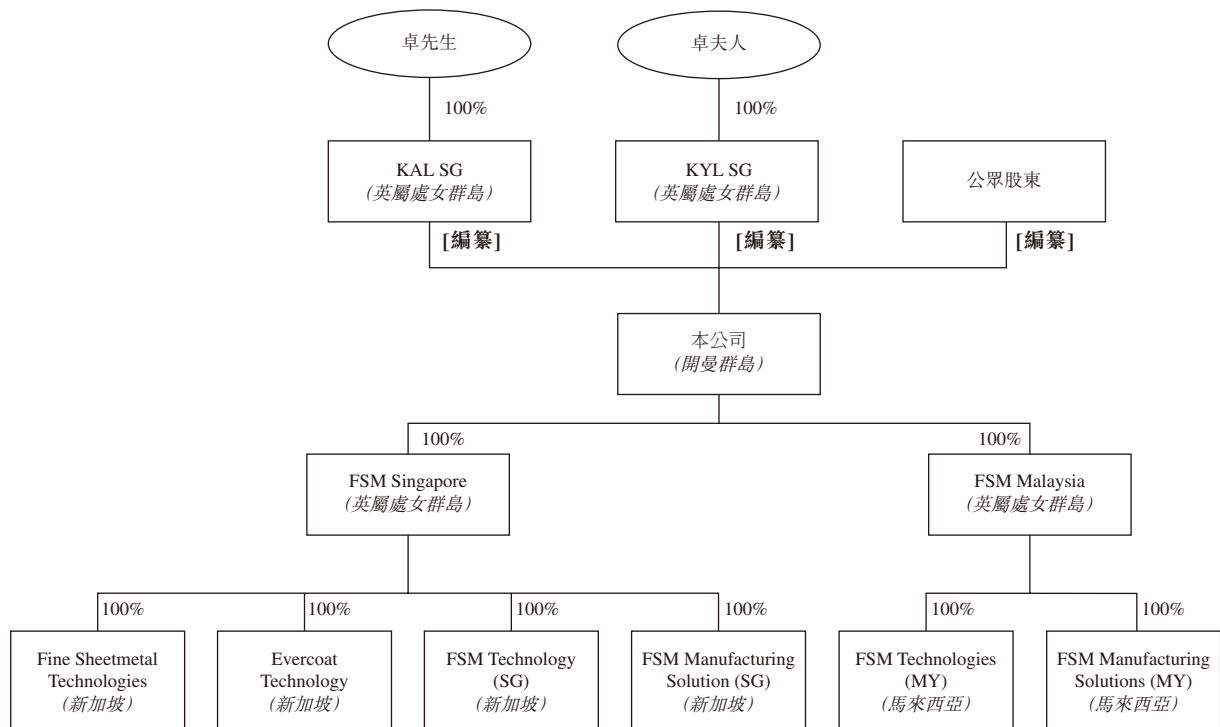 卓先生
卓夫人
100%
100%
KAL SG
(英屬處女群島)
KYL SG
(英屬處女群島)
公眾股東
[編纂]
[編纂]
[編纂]
本公司
(開曼群島)
100%
100%
FSM Singapore
(英屬處女群島)
FSM Malaysia
(英屬處女群島)
100%
100%
100%
100%
100%
100%
Fine Sheetmetal
Technologies
(新加坡)
Evercoat
Technology
(新加坡)
FSM Technology
(SG)
(新加坡)
FSM Manufacturing
Solution (SG)
(新加坡)
FSM Technologies
(MY)
(馬來西亞)
FSM Manufacturing
Solutions (MY)
(馬來西亞)